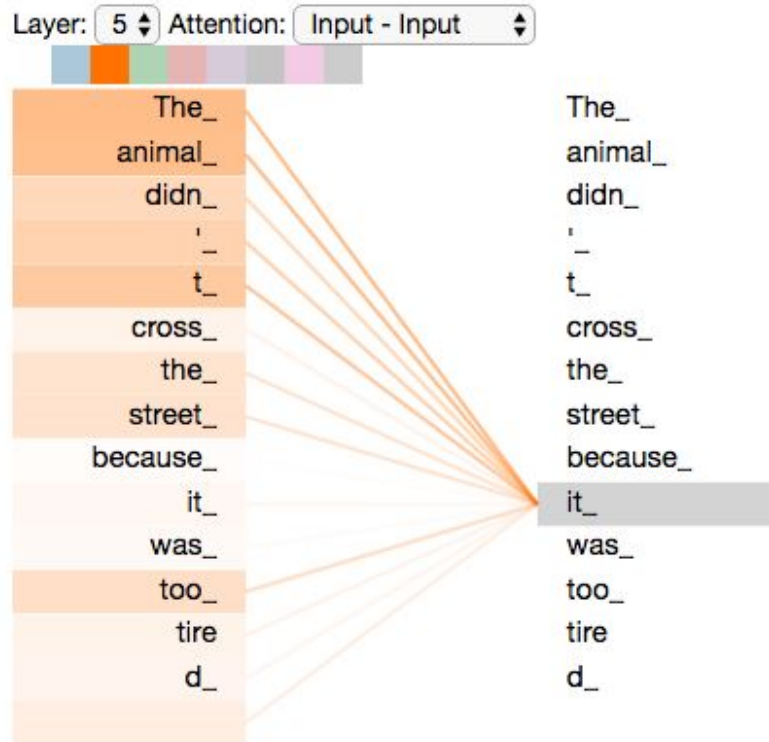 Layer: 5 Attention: Input - Input
The_ The_
animal_ animal_
didn_ didn_
'_ '_
t_ t_
cross_ cross_
the_ the_
street_ street_
because_ because_
it_ it_
was_ was_
too_ too_
tire tire
d_ d_